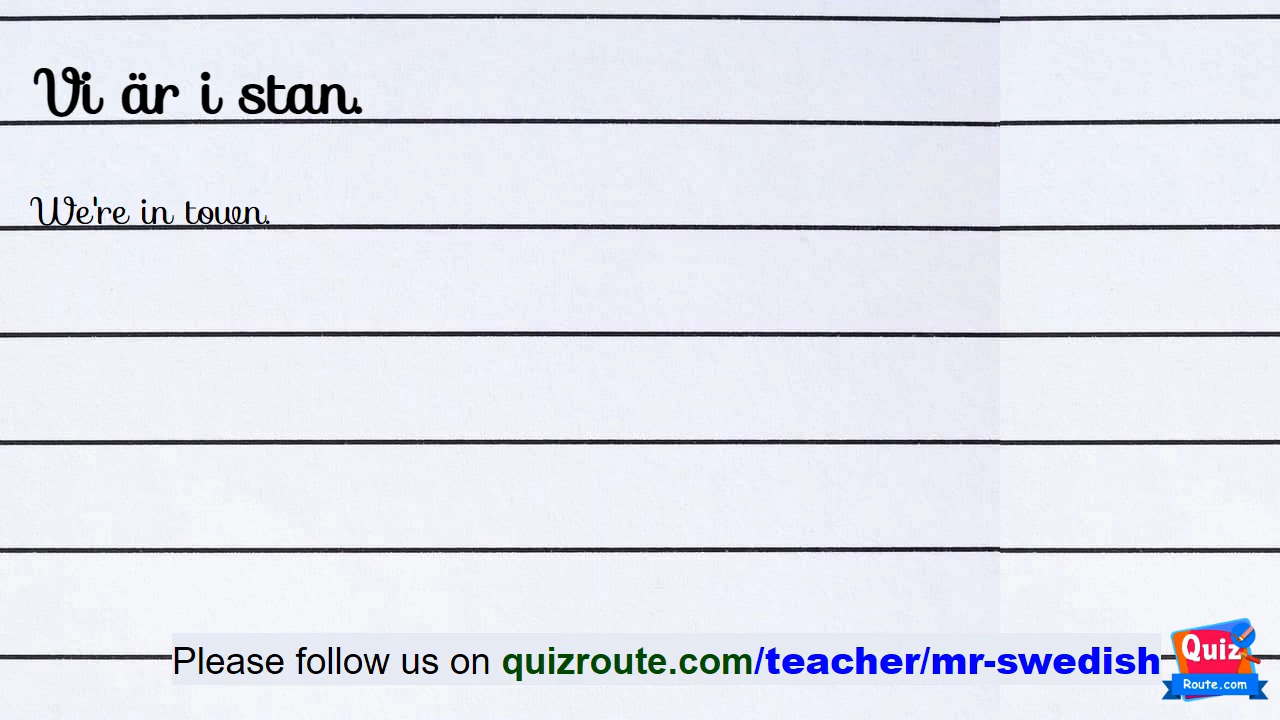 Vi är i stan.
We're in town.
Please follow us on quizroute.com/teacher/mr-swedish
Quiz
Route.com